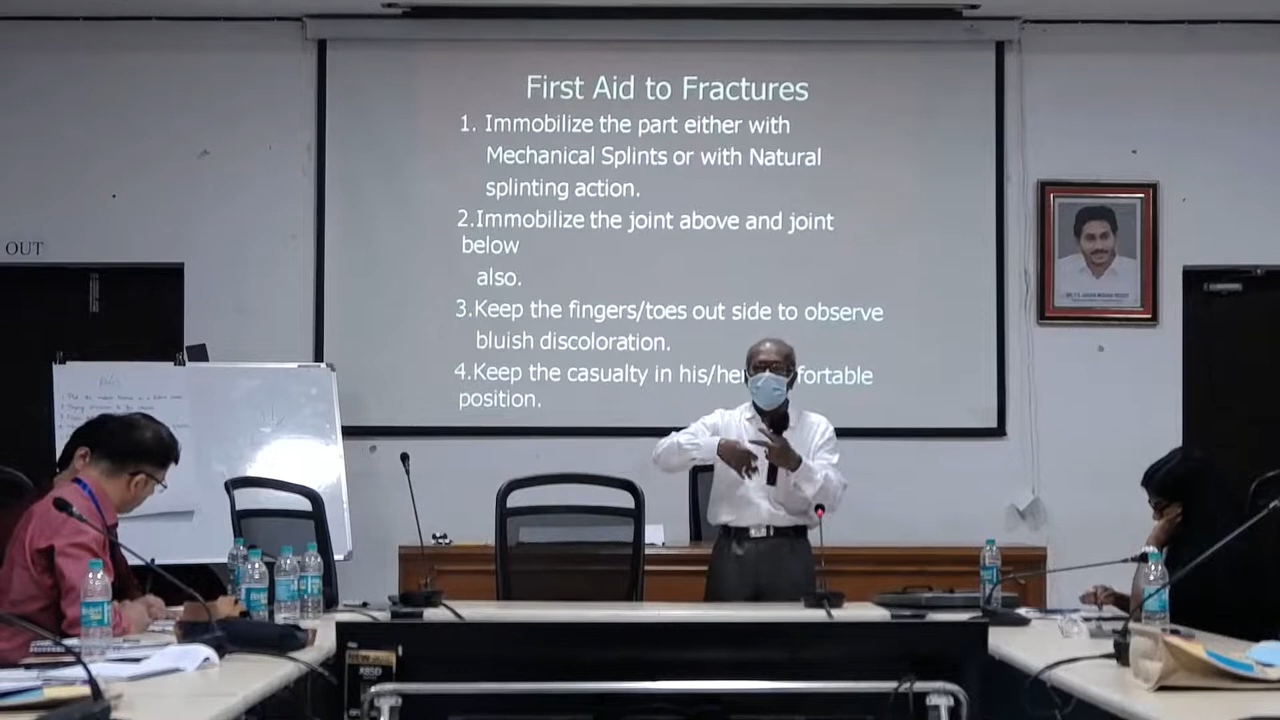 First Aid to Fractures
1. Immobilize the part either with
Mechanical Splints or with Natural
splinting action.
2.Immobilize the joint above and joint
below
also.
3.Keep the fingers/toes out side to observe
bluish discoloration.
4.Keep the casualty in his/her fortable
position.
OUT